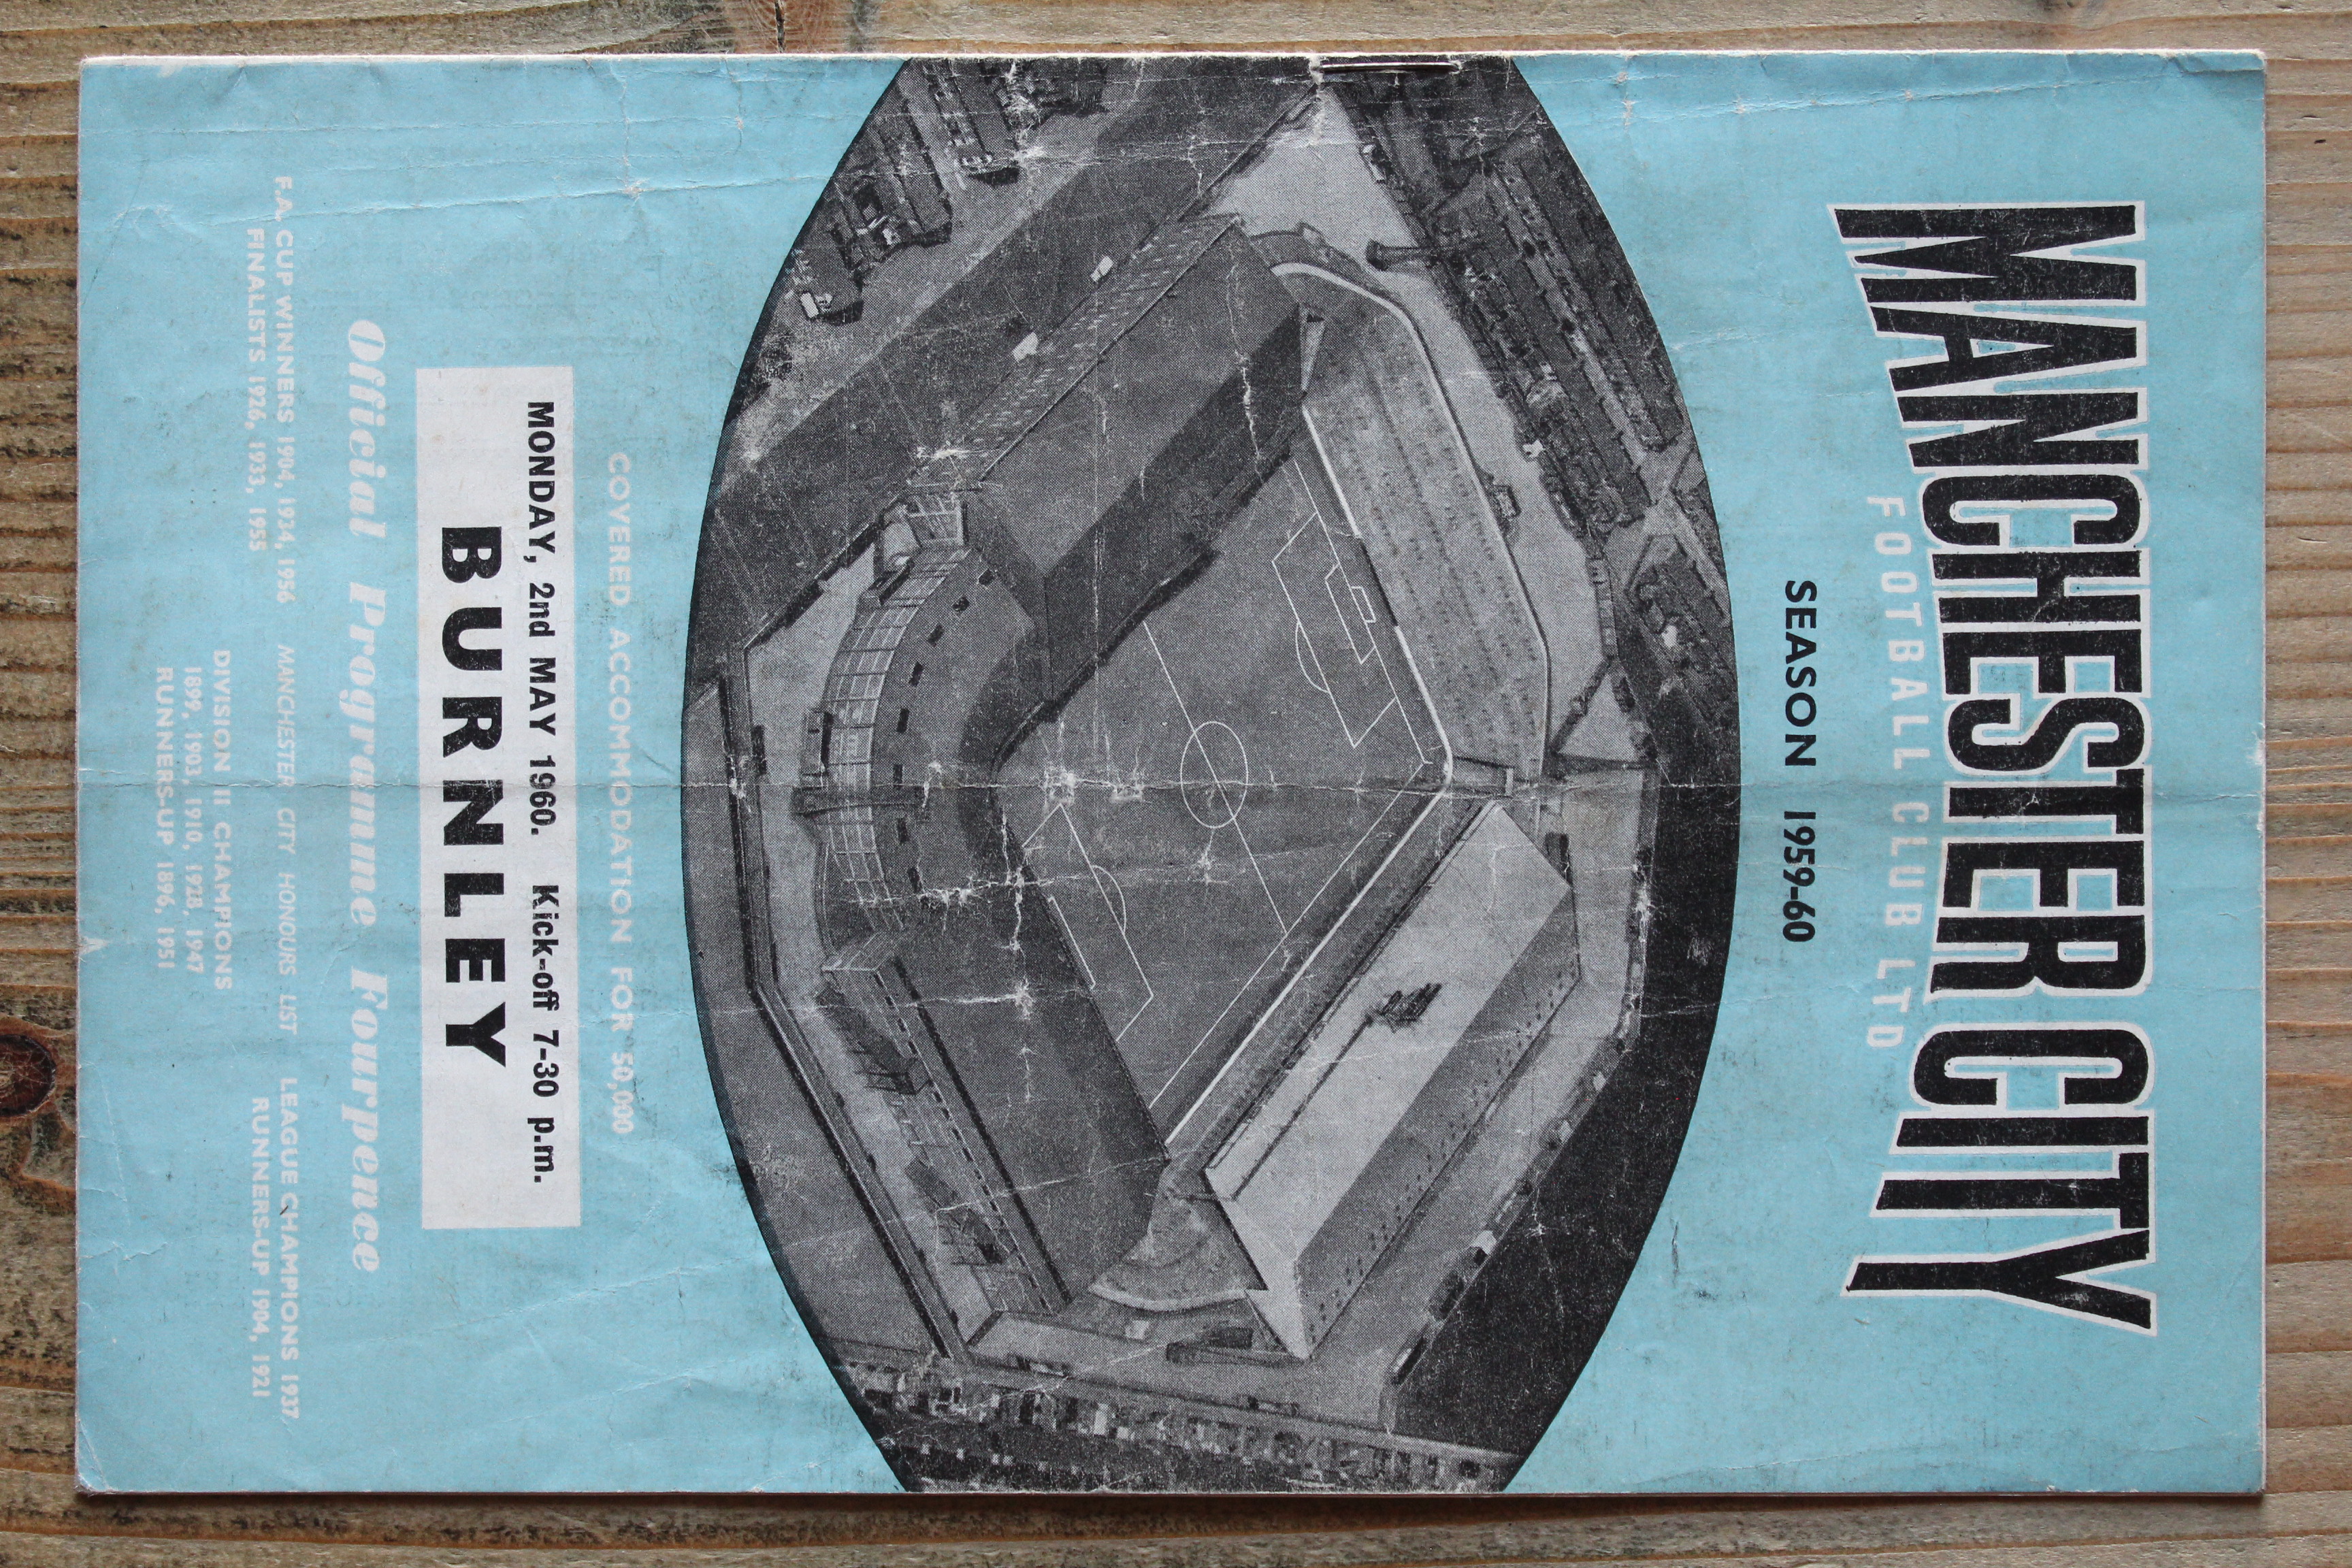 MANCHESTER CITY
FOOTBALL CLUB LTD
SEASON 1959-60
COVERED ACCOMMODATION FOR 50,000
MONDAY, 2nd MAY 1960. Kick-off 7-30 p.m.
BURNLEY
Official Programme Fourpence
MANCHESTER CITY HONOURS LIST
F.A. CUP WINNERS 1904, 1934, 1956
FINALISTS 1926, 1933, 1955
LEAGUE CHAMPIONS 1937
RUNNERS-UP 1904, 1921
DIVISION II CHAMPIONS
1899, 1903, 1910, 1928, 1947
RUNNERS-UP 1896, 1951